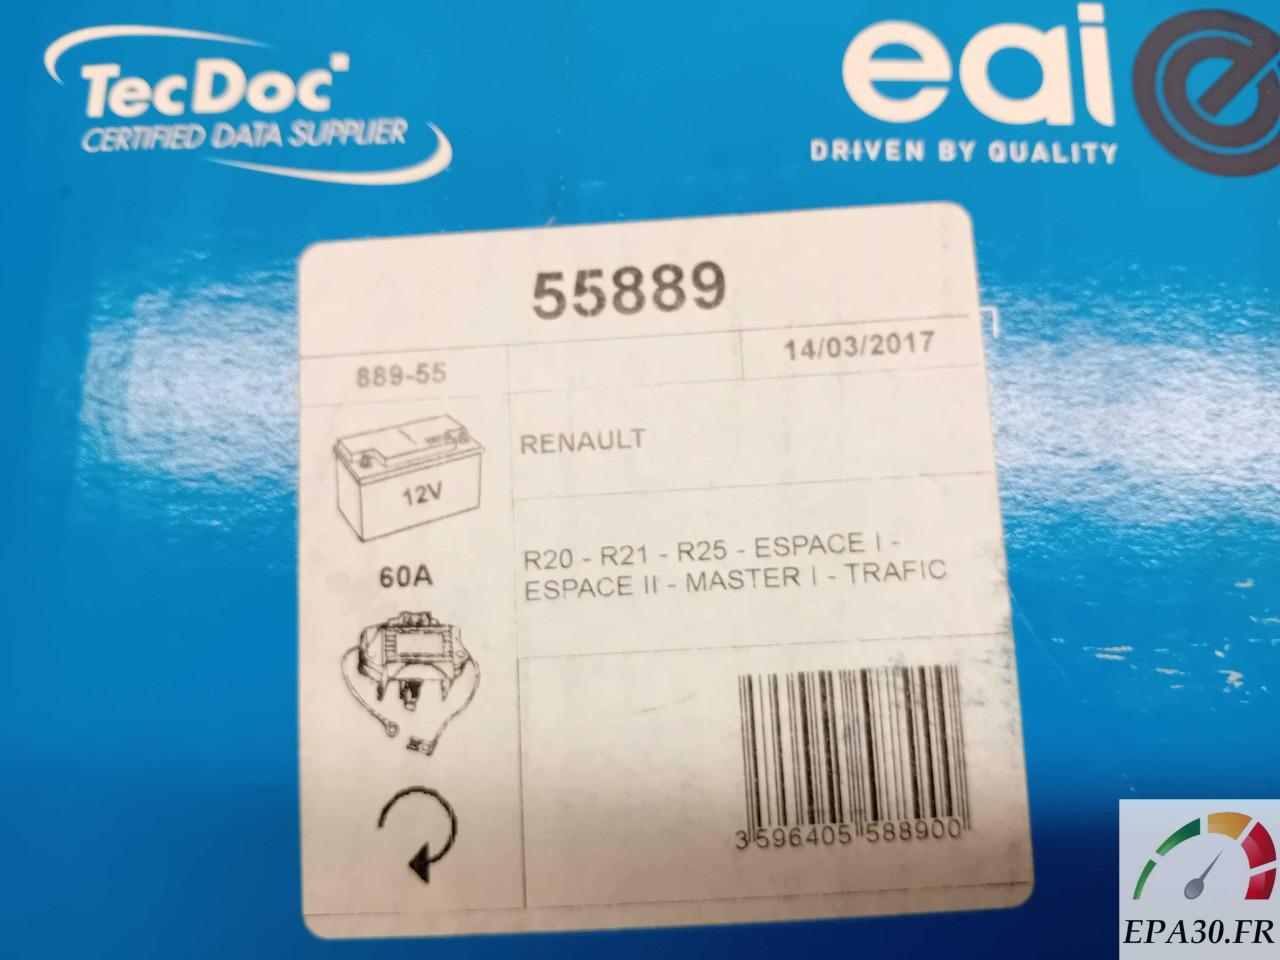 TecDoc
CERTIFIED DATA SUPPLIER
eai
DRIVEN BY QUALITY
55889
889-55
14/03/2017
12V
RENAULT
60A
R20 - R21 - R25 - ESPACE I -
ESPACE II - MASTER I - TRAFIC
3 596405 588900
EPA30.FR